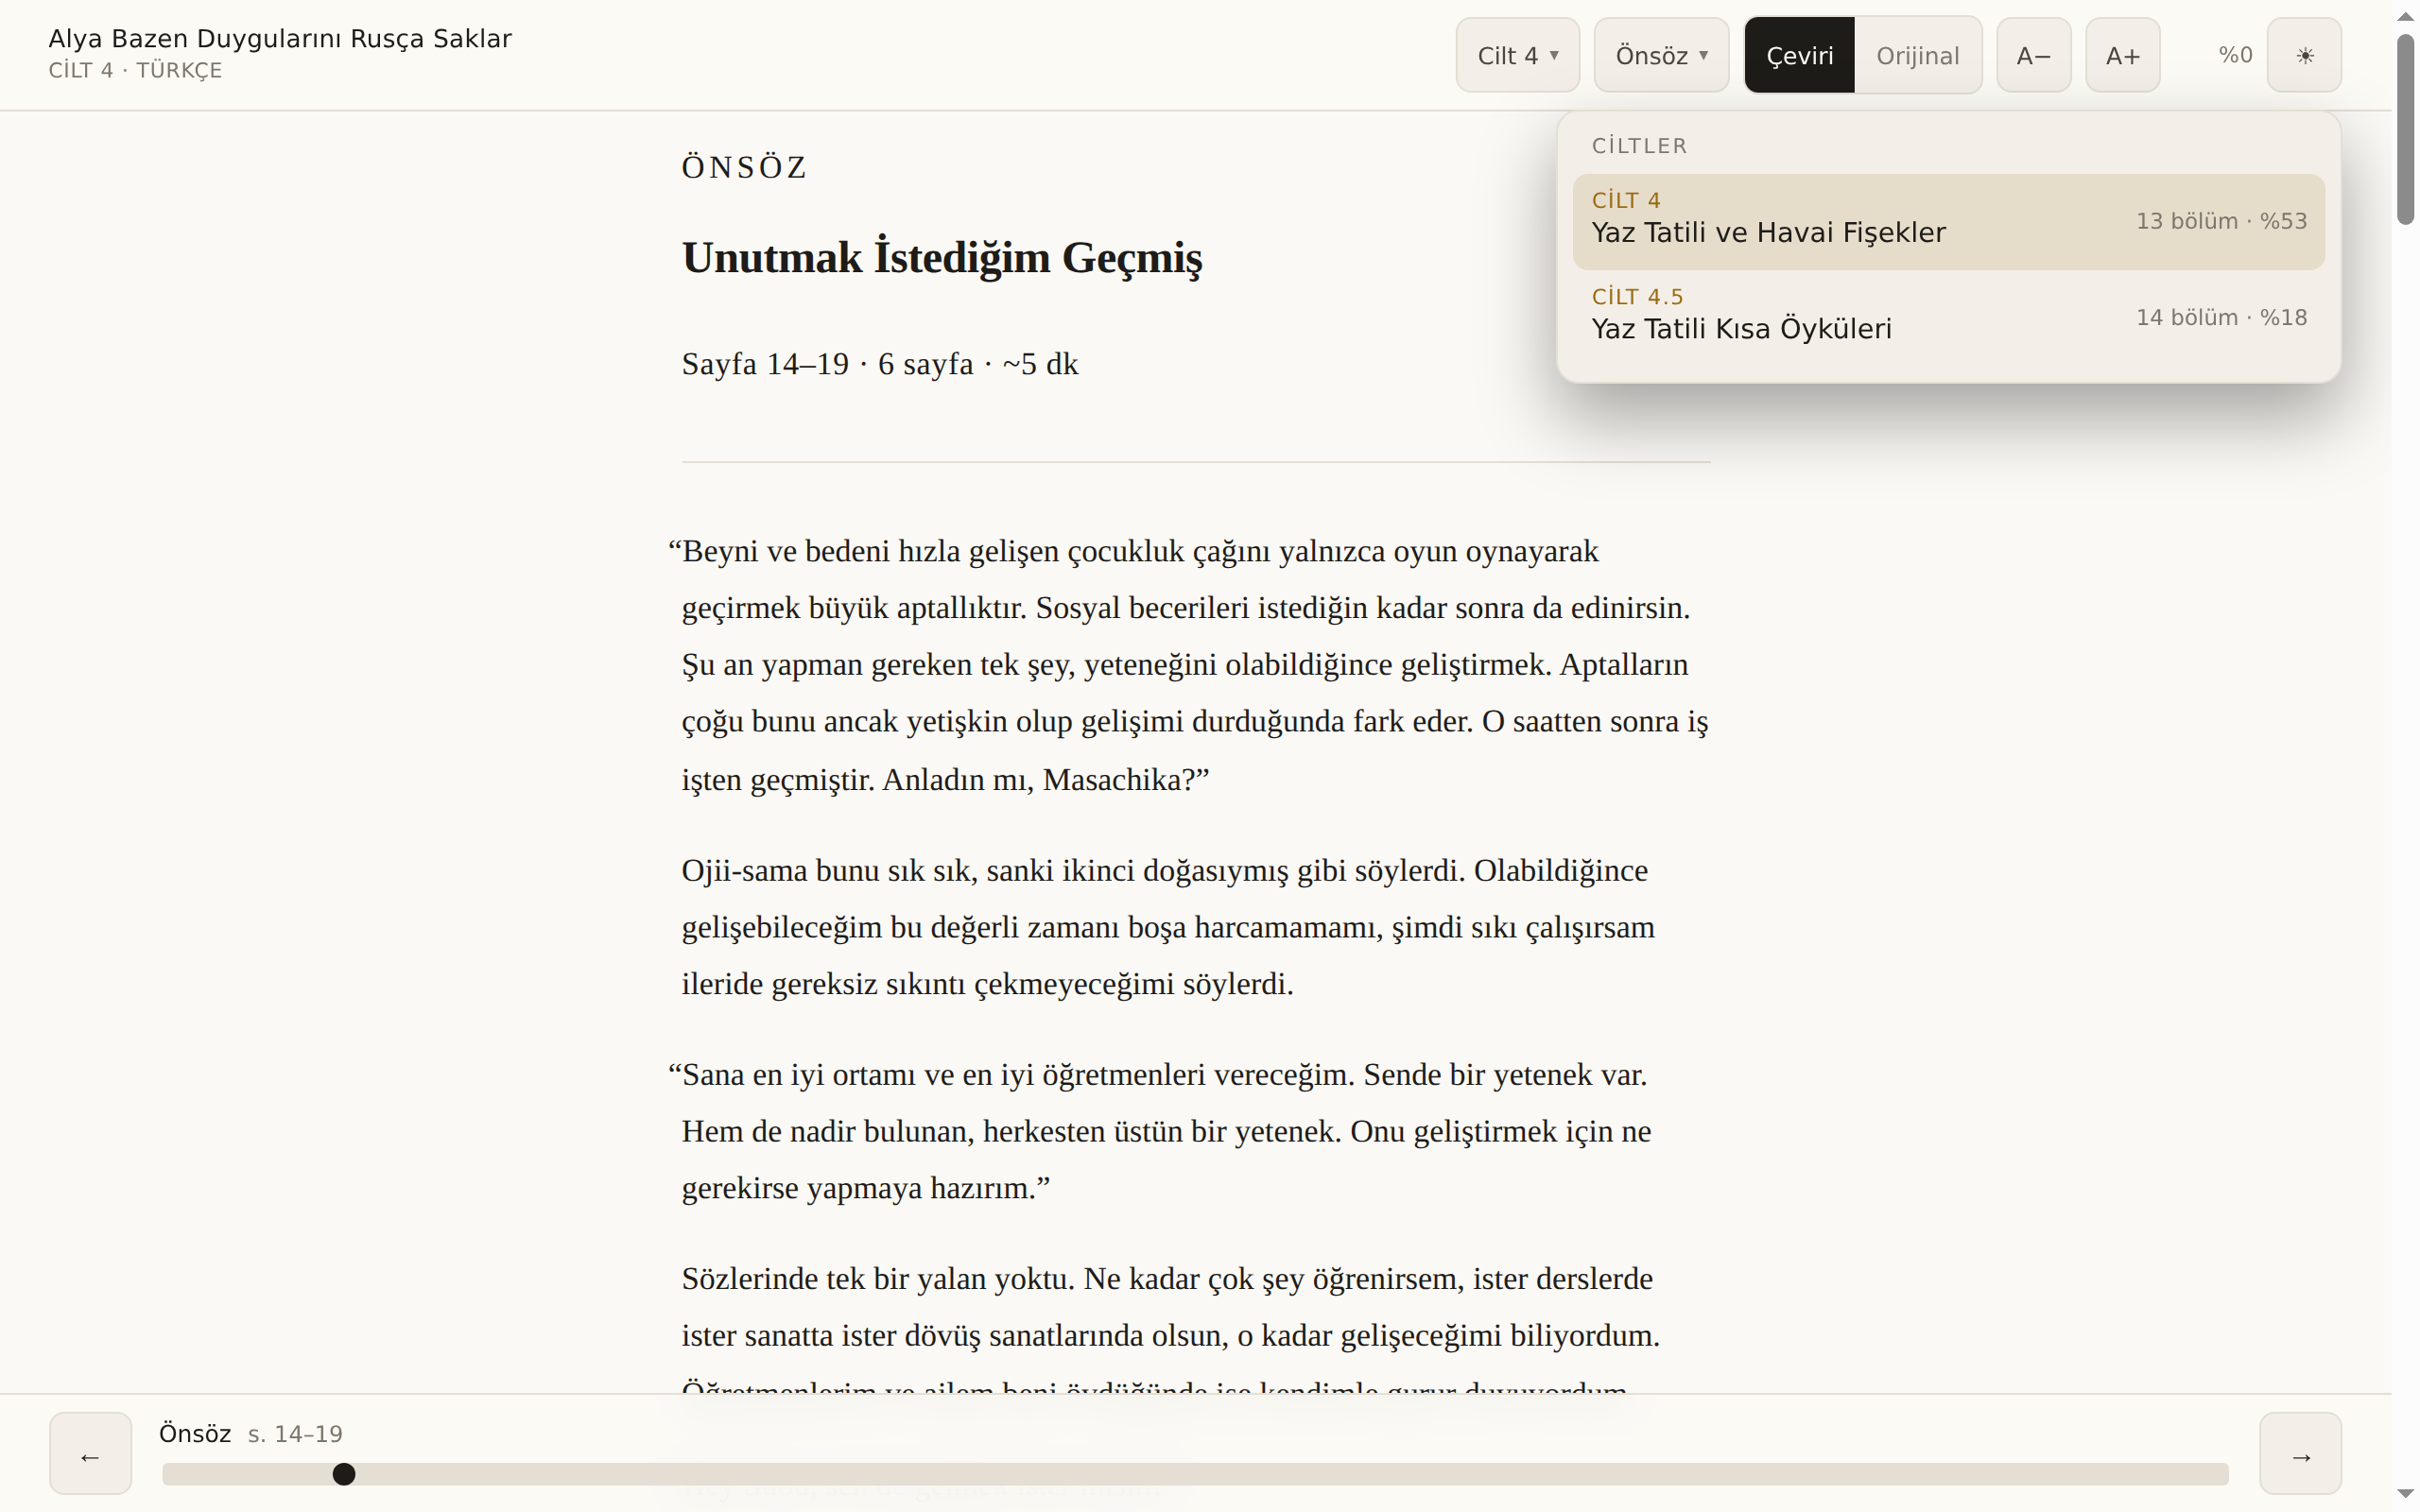 Alya Bazen Duygularını Rusça Saklar
CİLT 4 · TÜRKÇE
Cilt 4 ▾
Önsöz ▾
Çeviri
Orijinal
A−
A+
%0
☀
CİLTLER
CİLT 4
Yaz Tatili ve Havai Fişekler
13 bölüm · %53
CİLT 4.5
Yaz Tatili Kısa Öyküleri
14 bölüm · %18
ÖNSÖZ
Unutmak İstediğim Geçmiş
Sayfa 14–19 · 6 sayfa · ~5 dk
“Beyni ve bedeni hızla gelişen çocukluk çağını yalnızca oyun oynayarak
geçirmek büyük aptallıktır. Sosyal becerileri istediğin kadar sonra da edinirsin.
Şu an yapman gereken tek şey, yeteneğini olabildiğince geliştirmek. Aptalların
çoğu bunu ancak yetişkin olup gelişimi durduğunda fark eder. O saatten sonra iş
işten geçmiştir. Anladın mı, Masachika?”
Ojii-sama bunu sık sık, sanki ikinci doğasıymış gibi söylerdi. Olabildiğince
gelişebileceğim bu değerli zamanı boşa harcamamamı, şimdi sıkı çalışırsam
ileride gereksiz sıkıntı çekmeyeceğimi söylerdi.
“Sana en iyi ortamı ve en iyi öğretmenleri vereceğim. Sende bir yetenek var.
Hem de nadir bulunan, herkesten üstün bir yetenek. Onu geliştirmek için ne
gerekirse yapmaya hazırım.”
Sözlerinde tek bir yalan yoktu. Ne kadar çok şey öğrenirsem, ister derslerde
ister sanatta ister dövüş sanatlarında olsun, o kadar gelişeceğimi biliyordum.
Öğretmenlerim ve ailem beni övdüğünde ise kendimle gurur duyuyordum.
←
Önsöz s. 14–19
→